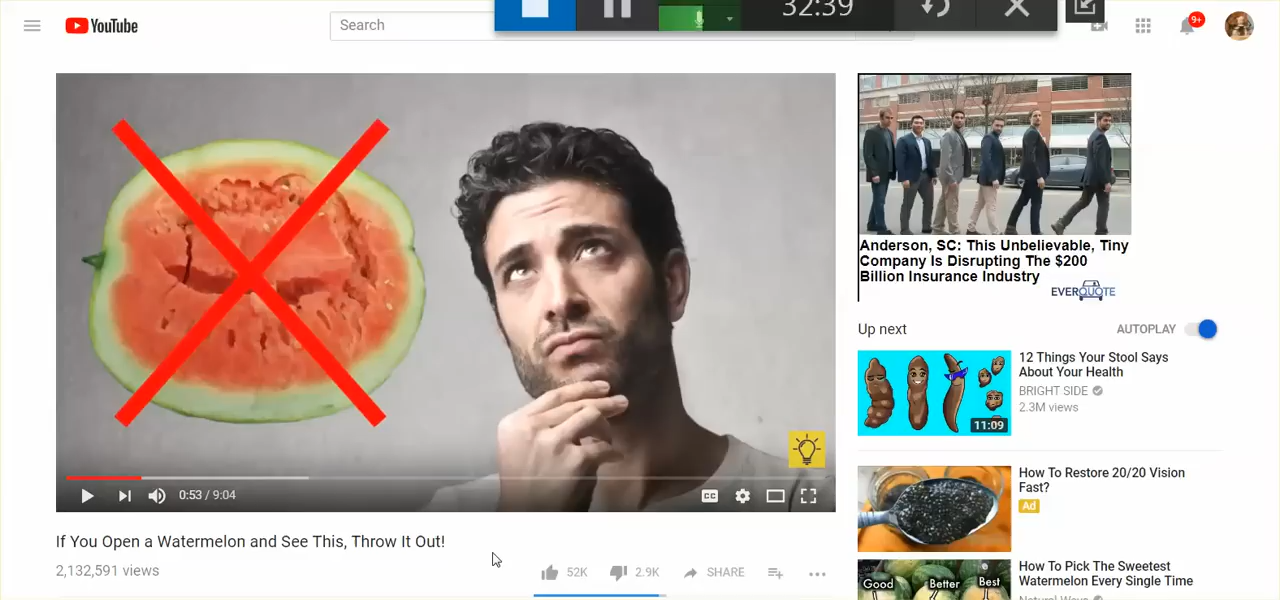 32:39
YouTube
Search
9+
Anderson, SC: This Unbelievable, Tiny
Company Is Disrupting The $200
Billion Insurance Industry
EVERQUOTE
Up next
AUTOPLAY
12 Things Your Stool Says
About Your Health
BRIGHT SIDE
2.3M views
11:09
How To Restore 20/20 Vision
Fast?
Ad
How To Pick The Sweetest
Watermelon Every Single Time
Good
Better
Best
0:53 / 9:04
CC
If You Open a Watermelon and See This, Throw It Out!
2,132,591 views
52K
2.9K
SHARE